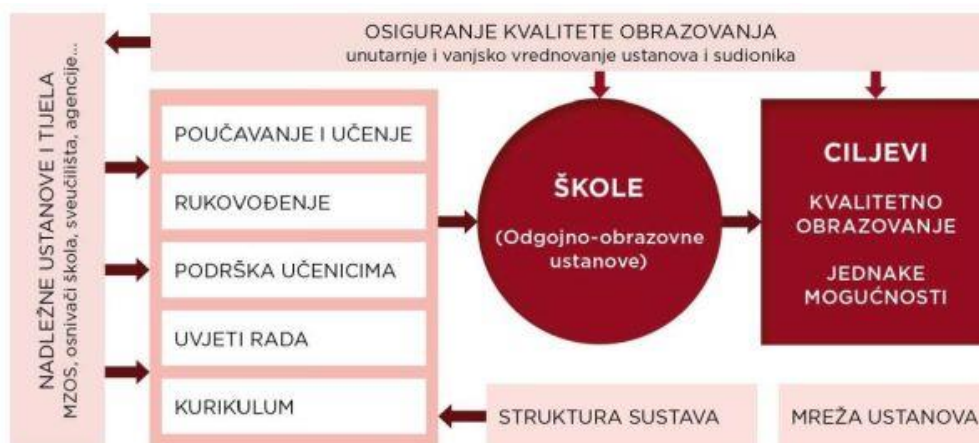 OSIGURANJE KVALITETE OBRAZOVANJA
unutarnje i vanjsko vrednovanje ustanova i sudionika
NADLEŽNE USTANOVE I TIJELA
MZOS, osnivači škola, sveučilišta, agencije...
POUČAVANJE I UČENJE
RUKOVOĐENJE
PODRŠKA UČENICIMA
UVJETI RADA
KURIKULUM
ŠKOLE
(Odgojno-obrazovne
ustanove)
CILJEVI
KVALITETNO
OBRAZOVANJE
JEDNAKE
MOGUĆNOSTI
STRUKTURA SUSTAVA
MREŽA USTANOVA